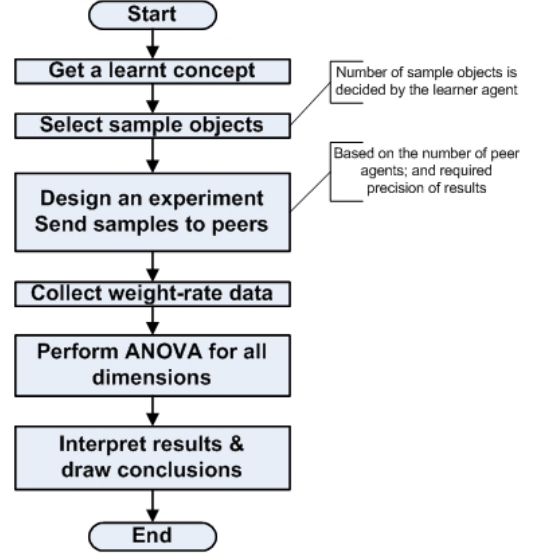 Start
Get a learnt concept
Number of sample objects is
decided by the learner agent
Select sample objects
Based on the number of peer
agents; and required
precision of results
Design an experiment
Send samples to peers
Collect weight-rate data
Perform ANOVA for all
dimensions
Interpret results &
draw conclusions
End